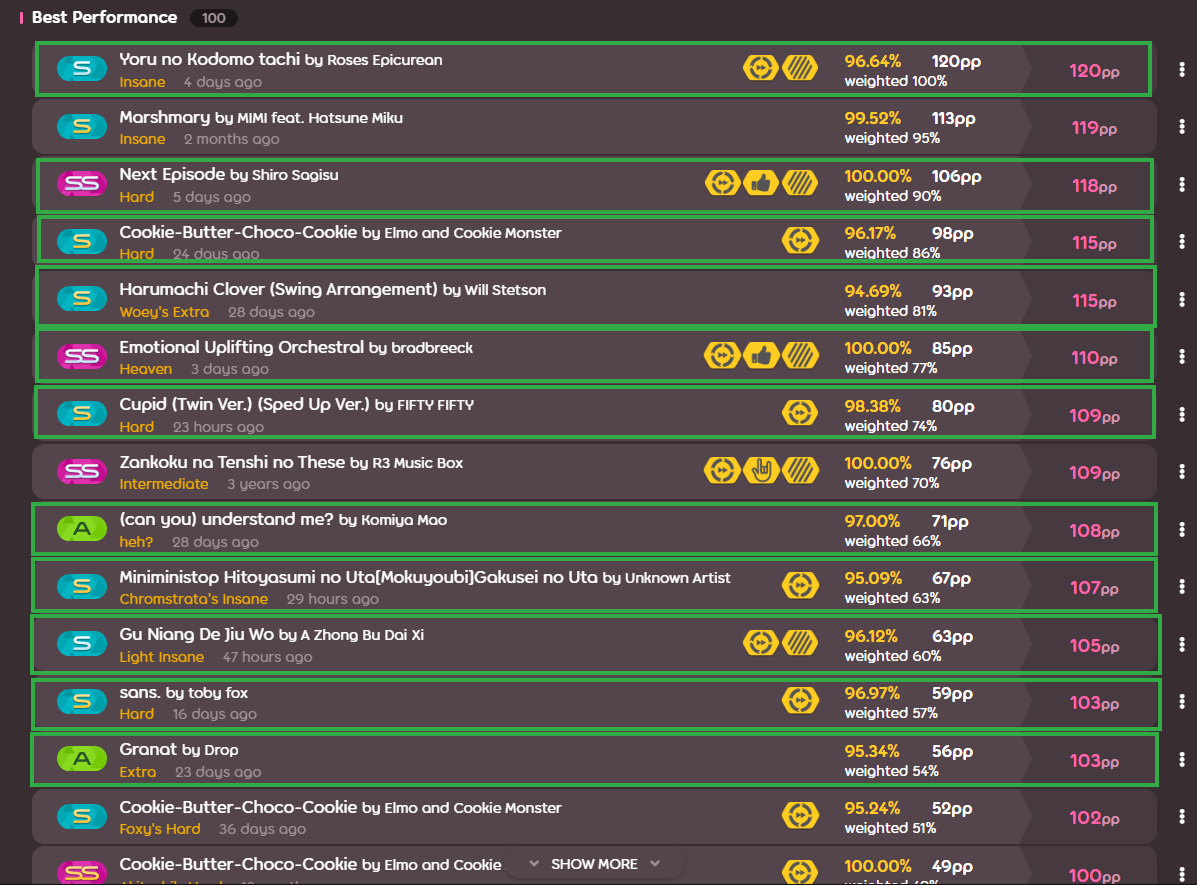 Best Performance 100
S Yoru no Kodomo tachi by Roses Epicurean 96.64% 120pp 120pp
Insane 4 days ago weighted 100%
S Marshmary by MIMI feat. Hatsune Miku 99.52% 113pp 119pp
Insane 2 months ago weighted 95%
SS Next Episode by Shiro Sagisu 100.00% 106pp 118pp
Hard 5 days ago weighted 90%
S Cookie-Butter-Choco-Cookie by Elmo and Cookie Monster 96.17% 98pp 115pp
Hard 24 days ago weighted 86%
S Harumachi Clover (Swing Arrangement) by Will Stetson 94.69% 93pp 115pp
Woey's Extra 28 days ago weighted 81%
SS Emotional Uplifting Orchestral by bradbreeck 100.00% 85pp 110pp
Heaven 3 days ago weighted 77%
S Cupid (Twin Ver.) (Sped Up Ver.) by FIFTY FIFTY 98.38% 80pp 109pp
Hard 23 hours ago weighted 74%
SS Zankoku na Tenshi no These by R3 Music Box 100.00% 76pp 109pp
Intermediate 3 years ago weighted 70%
A (can you) understand me? by Komiya Mao 97.00% 71pp 108pp
heh? 28 days ago weighted 66%
S Miniministop Hitoyasumi no Uta[Mokuyoubi]Gakusei no Uta by Unknown Artist 95.09% 67pp 107pp
Chromstrata's Insane 29 hours ago weighted 63%
S Gu Niang De Jiu Wo by A Zhong Bu Dai Xi 96.12% 63pp 105pp
Light Insane 47 hours ago weighted 60%
S sans. by toby fox 96.97% 59pp 103pp
Hard 16 days ago weighted 57%
A Granat by Drop 95.34% 56pp 103pp
Extra 23 days ago weighted 54%
S Cookie-Butter-Choco-Cookie by Elmo and Cookie Monster 95.24% 52pp 102pp
Foxy's Hard 36 days ago weighted 51%
SS Cookie-Butter-Choco-Cookie by Elmo and Cookie SHOW MORE 100.00% 49pp 100pp